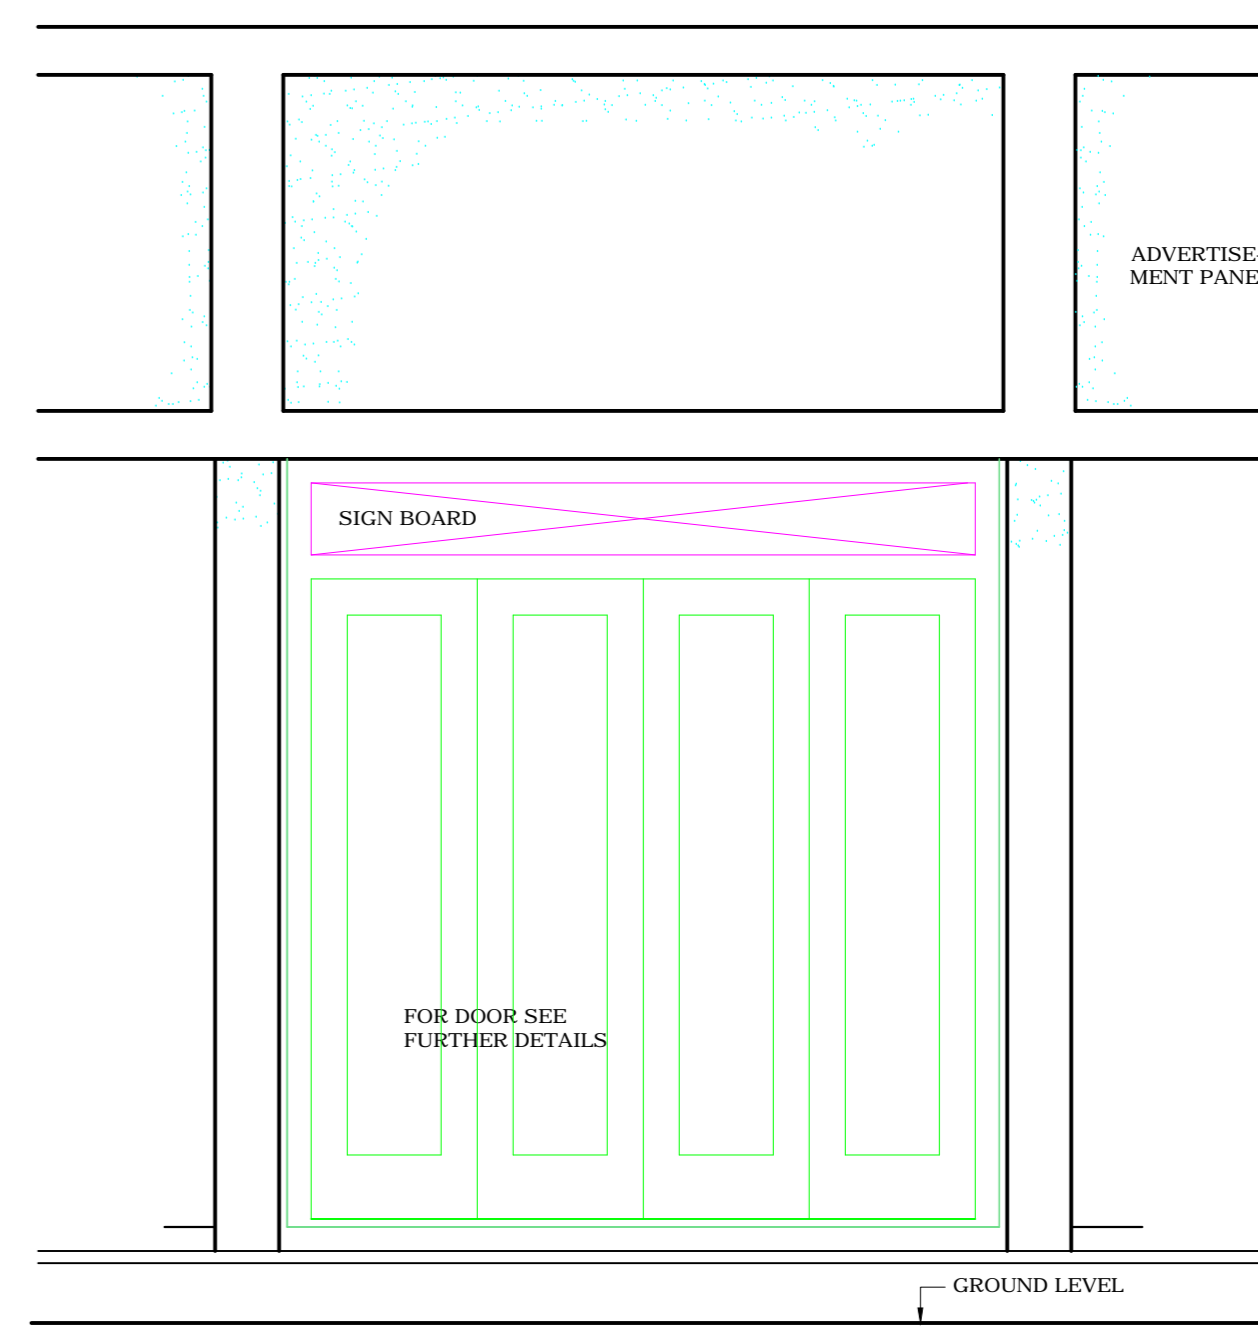 ADVERTISE-
MENT PANE
SIGN BOARD
FOR DOOR SEE
FURTHER DETAILS
GROUND LEVEL